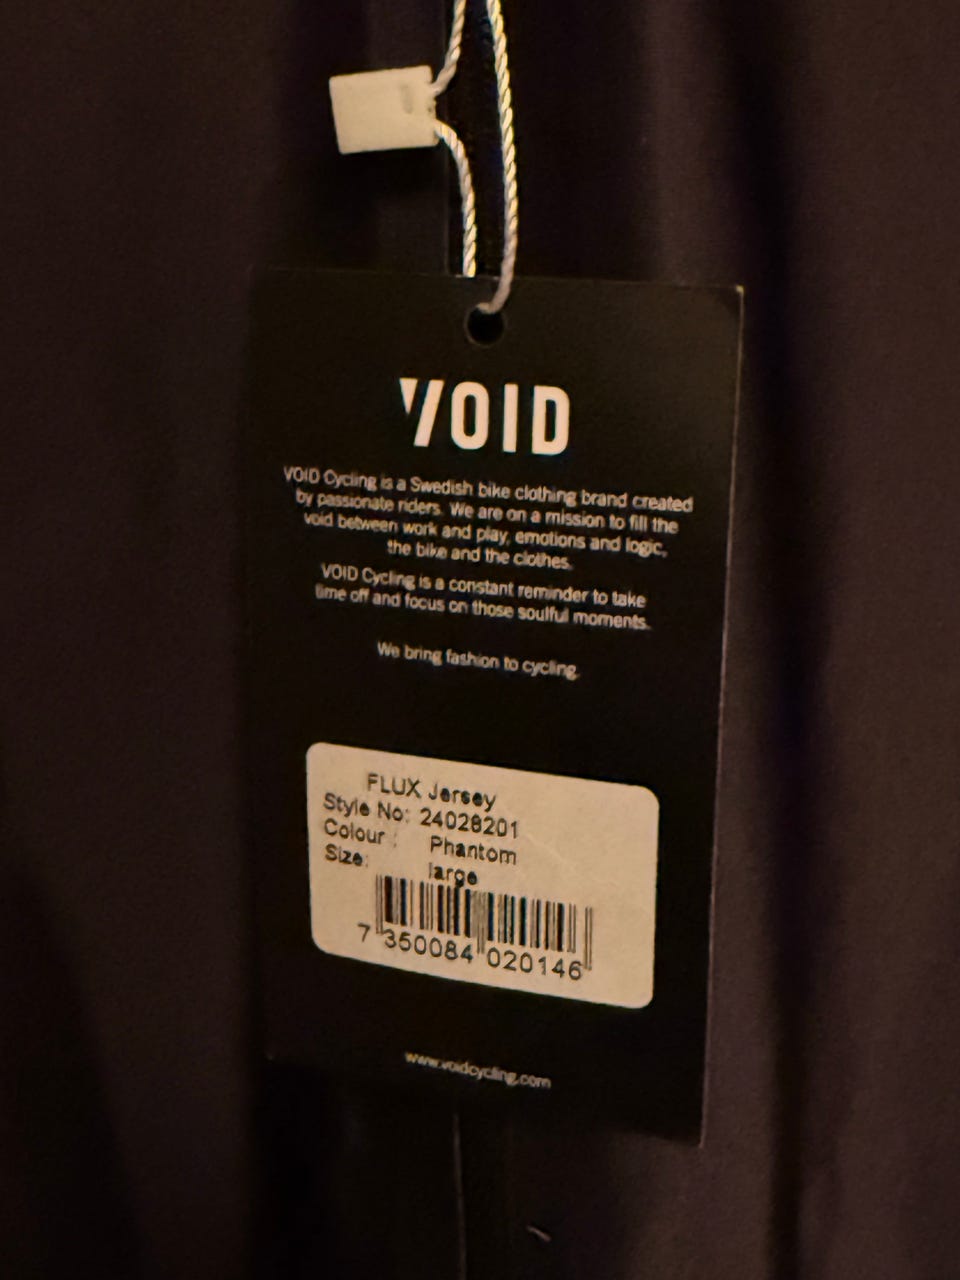 VOID
VOID Cycling is a Swedish bike clothing brand created
by passionate riders. We are on a mission to fill the
void between work and play, emotions and logic,
the bike and the clothes.
VOID Cycling is a constant reminder to take
time off and focus on those soulful moments.
We bring fashion to cycling.
FLUX Jersey
Style No: 24028201
Colour : Phantom
Size: large
7 350084 020146
www.voidcycling.com